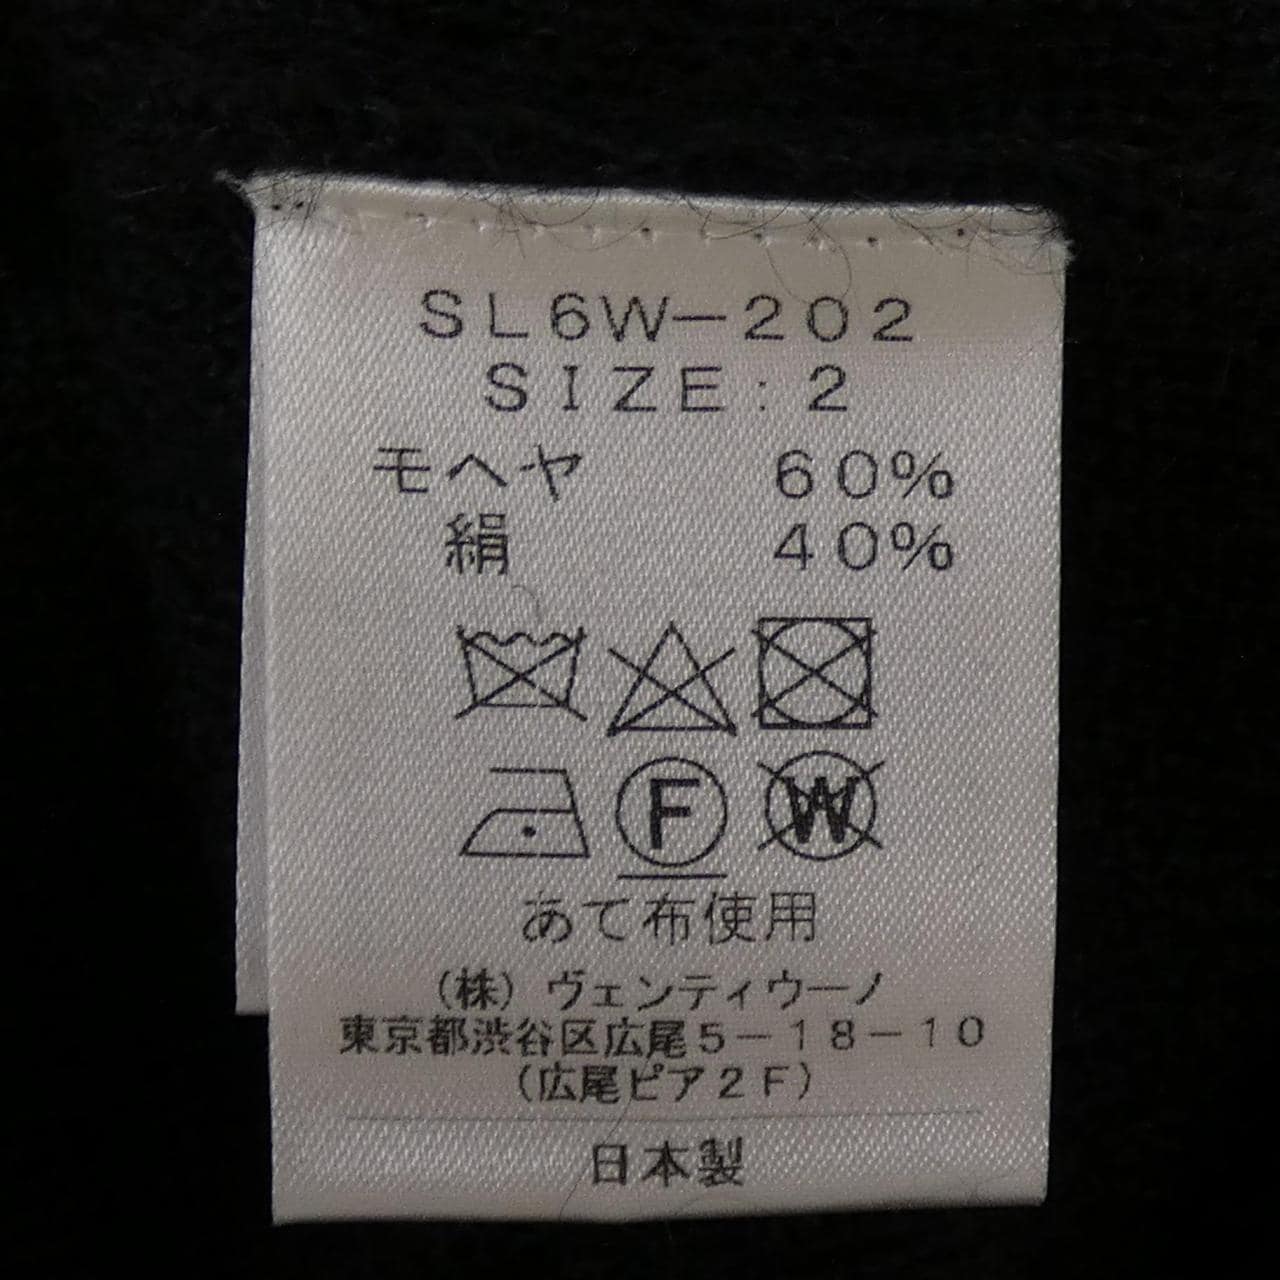 SL6W-202
SIZE:2
モヘヤ 60%
絹 40%
F W
あて布使用
(株)ヴェンティウーノ
東京都渋谷区広尾5-18-10
(広尾ピア2F)
日本製